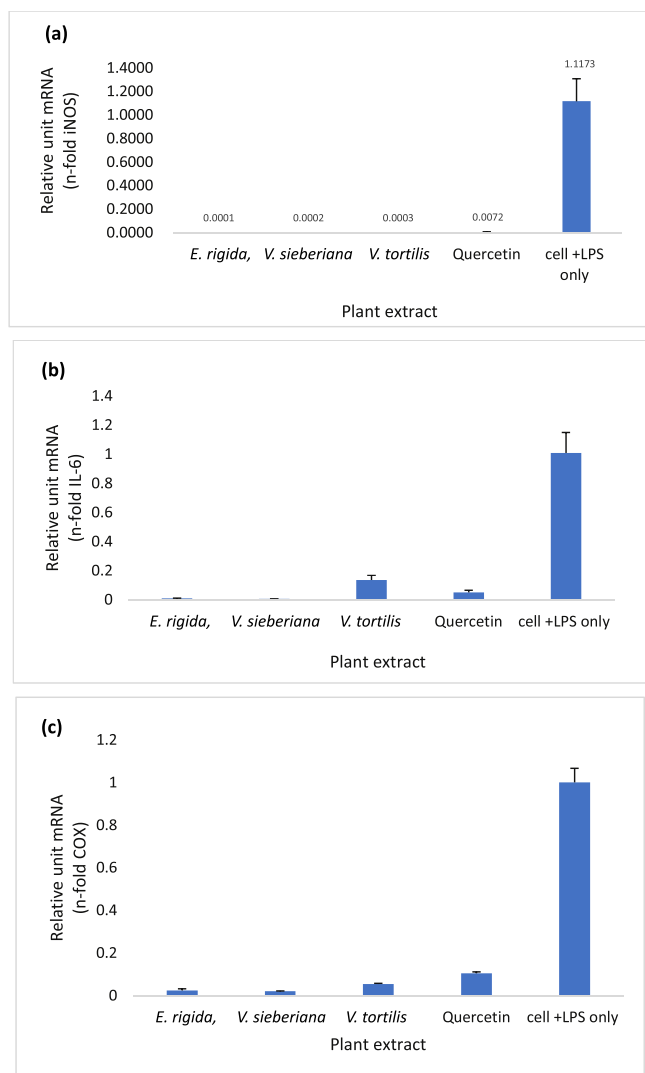 (a)
Relative unit mRNA
(n-fold iNOS)
1.4000
1.2000
1.0000
0.8000
0.6000
0.4000
0.2000
0.0000
0.0001
0.0002
0.0003
0.0072
1.1173
E. rigida,
V. sieberiana
V. tortilis
Quercetin
cell +LPS
only
Plant extract
(b)
Relative unit mRNA
(n-fold IL-6)
1.4
1.2
1
0.8
0.6
0.4
0.2
0
E. rigida,
V. sieberiana
V. tortilis
Quercetin
cell +LPS only
Plant extract
(c)
Relative unit mRNA
(n-fold COX)
1.2
1
0.8
0.6
0.4
0.2
0
E. rigida,
V. sieberiana
V. tortilis
Quercetin
cell +LPS only
Plant extract